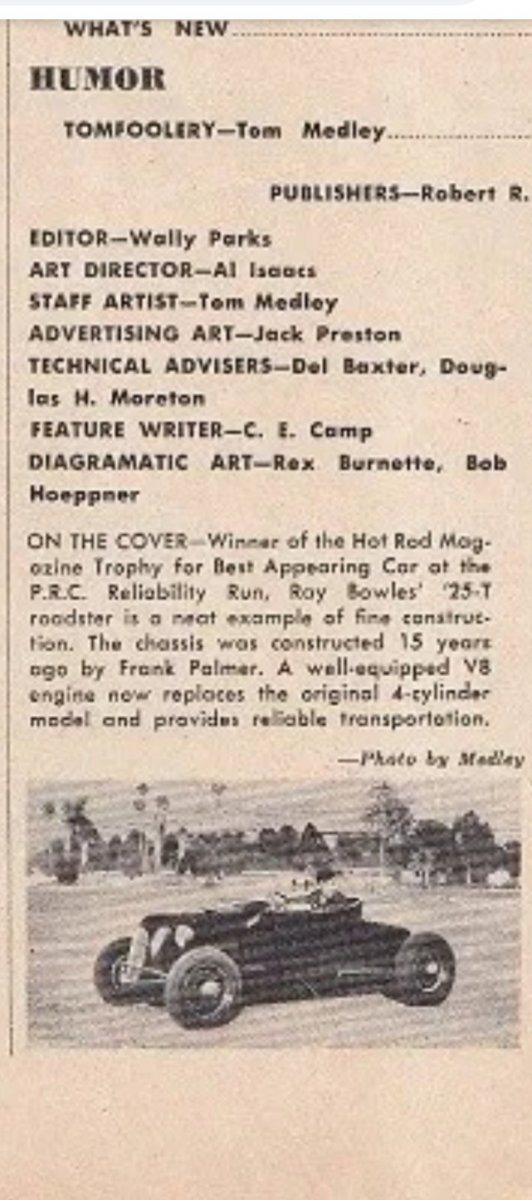 WHAT'S NEW
HUMOR
TOMFOOLERY—Tom Medley
PUBLISHERS—Robert R.
EDITOR—Wally Parks
ART DIRECTOR—Al Isaacs
STAFF ARTIST—Tom Medley
ADVERTISING ART—Jack Preston
TECHNICAL ADVISERS—Del Baxter, Doug-
las H. Moreton
FEATURE WRITER—C. E. Camp
DIAGRAMATIC ART—Rex Burnette, Bob
Hoeppner
ON THE COVER—Winner of the Hot Rod Mag-
azine Trophy for Best Appearing Car at the
P.R.C. Reliability Run, Ray Bowles' '25-T
roadster is a neat example of fine construc-
tion. The chassis was constructed 15 years
ago by Frank Palmer. A well-equipped V8
engine now replaces the original 4-cylinder
model and provides reliable transportation.
—Photo by Medley